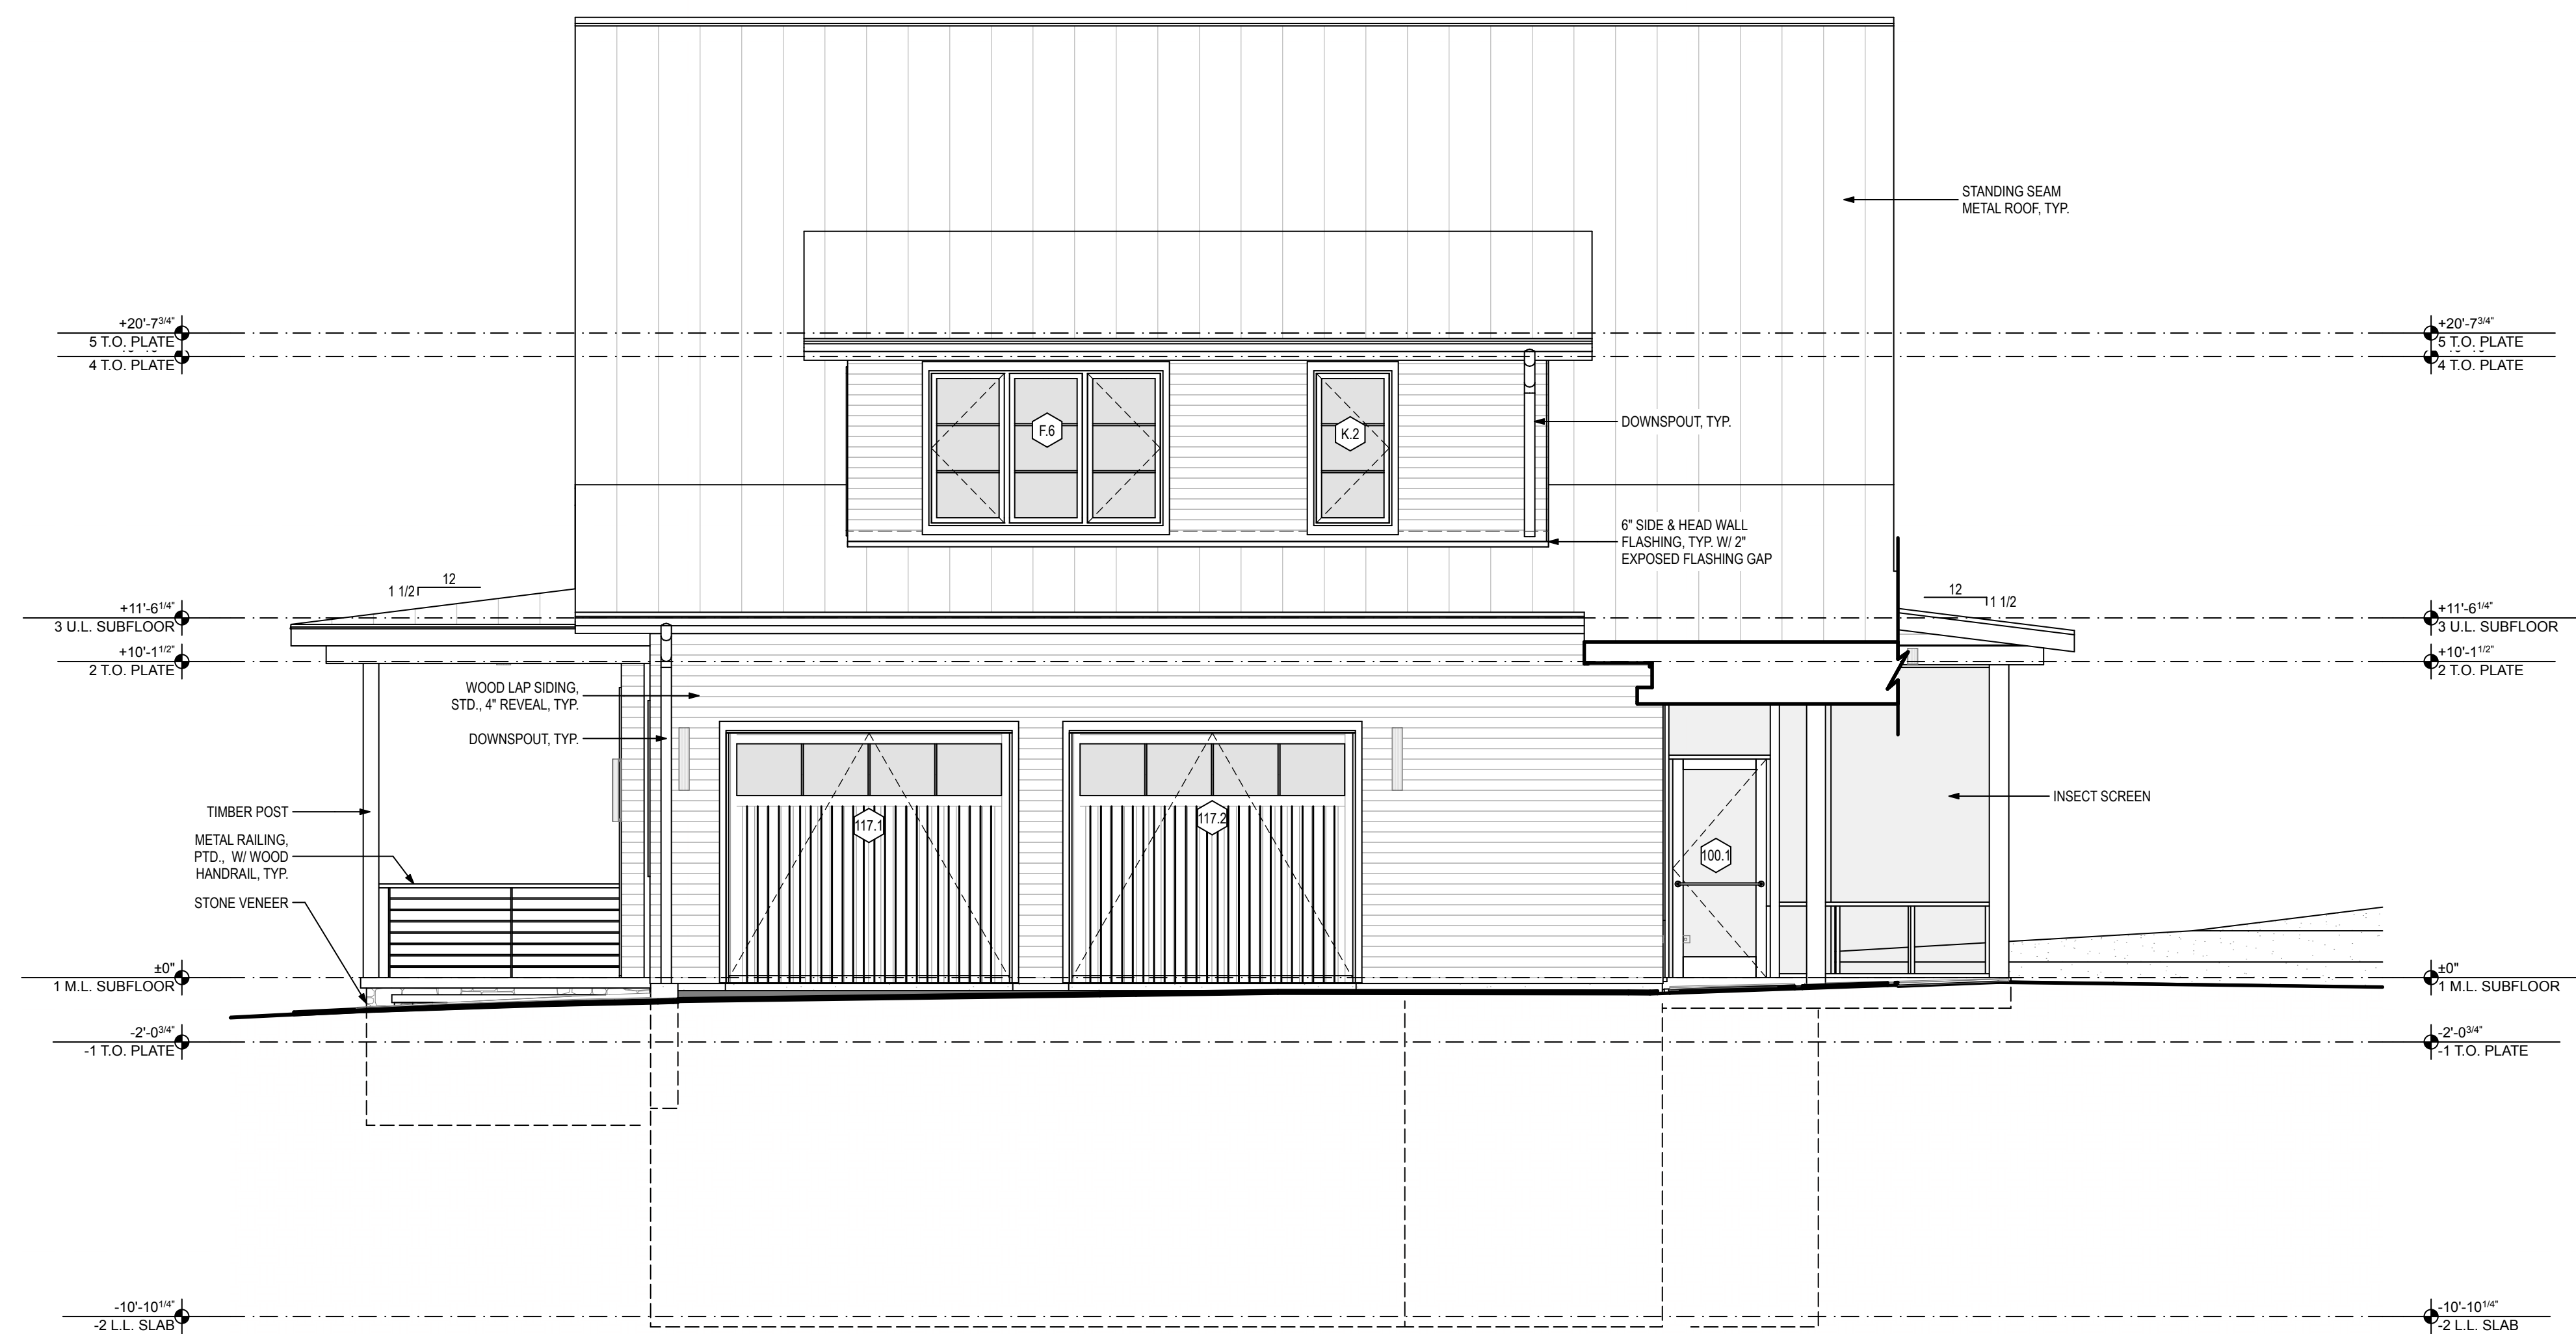 STANDING SEAM
METAL ROOF, TYP.
+20'-7 3/4"
5 T.O. PLATE
4 T.O. PLATE
+20'-7 3/4"
5 T.O. PLATE
4 T.O. PLATE
F.6
K.2
DOWNSPOUT, TYP.
6" SIDE & HEAD WALL
FLASHING, TYP. W/ 2"
EXPOSED FLASHING GAP
12
1 1/2
12
1 1/2
+11'-6 1/4"
3 U.L. SUBFLOOR
+11'-6 1/4"
3 U.L. SUBFLOOR
+10'-1 1/2"
2 T.O. PLATE
+10'-1 1/2"
2 T.O. PLATE
WOOD LAP SIDING,
STD., 4" REVEAL, TYP.
DOWNSPOUT, TYP.
TIMBER POST
METAL RAILING,
PTD., W/ WOOD
HANDRAIL, TYP.
STONE VENEER
117.1
117.2
100.1
INSECT SCREEN
±0"
1 M.L. SUBFLOOR
±0"
1 M.L. SUBFLOOR
-2'-0 3/4"
-1 T.O. PLATE
-2'-0 3/4"
-1 T.O. PLATE
-10'-10 1/4"
-2 L.L. SLAB
-10'-10 1/4"
-2 L.L. SLAB